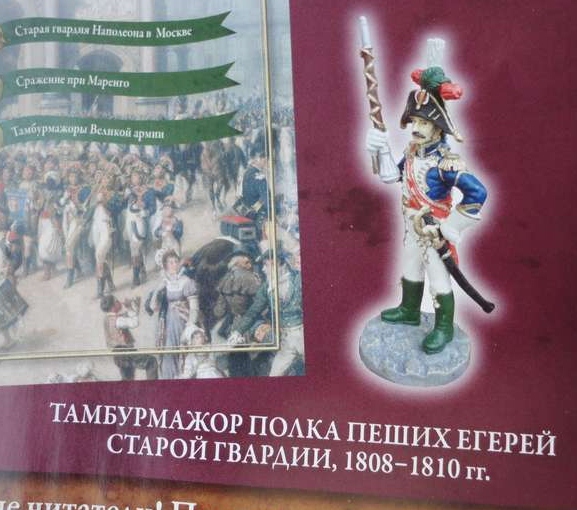 Старая гвардия Наполеона в Москве
Сражение при Маренго
Тамбурмажоры Великой армии
ТАМБУРМАЖОР ПОЛКА ПЕШИХ ЕГЕРЕЙ
СТАРОЙ ГВАРДИИ, 1808–1810 гг.
читатели!